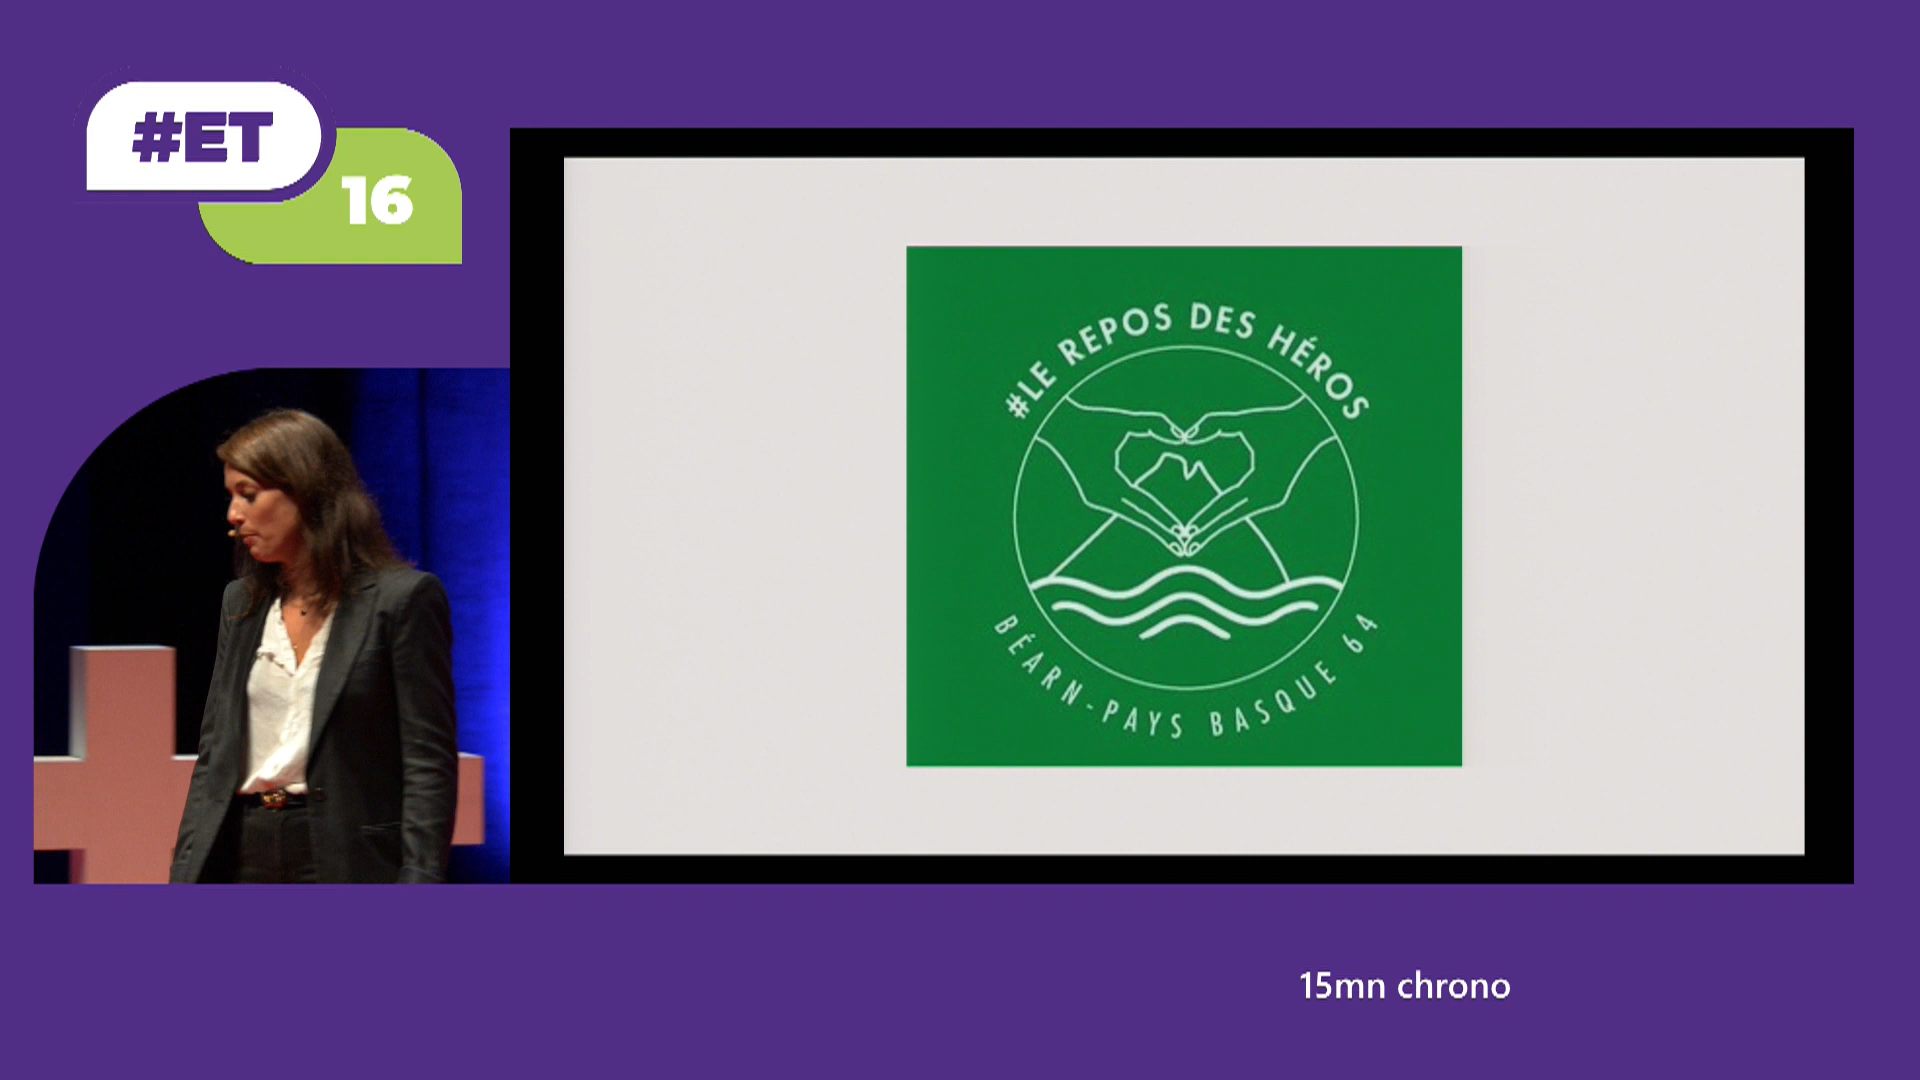 #ET
16
#LE REPOS DES HÉROS
BÉARN-PAYS BASQUE 64
15mn chrono